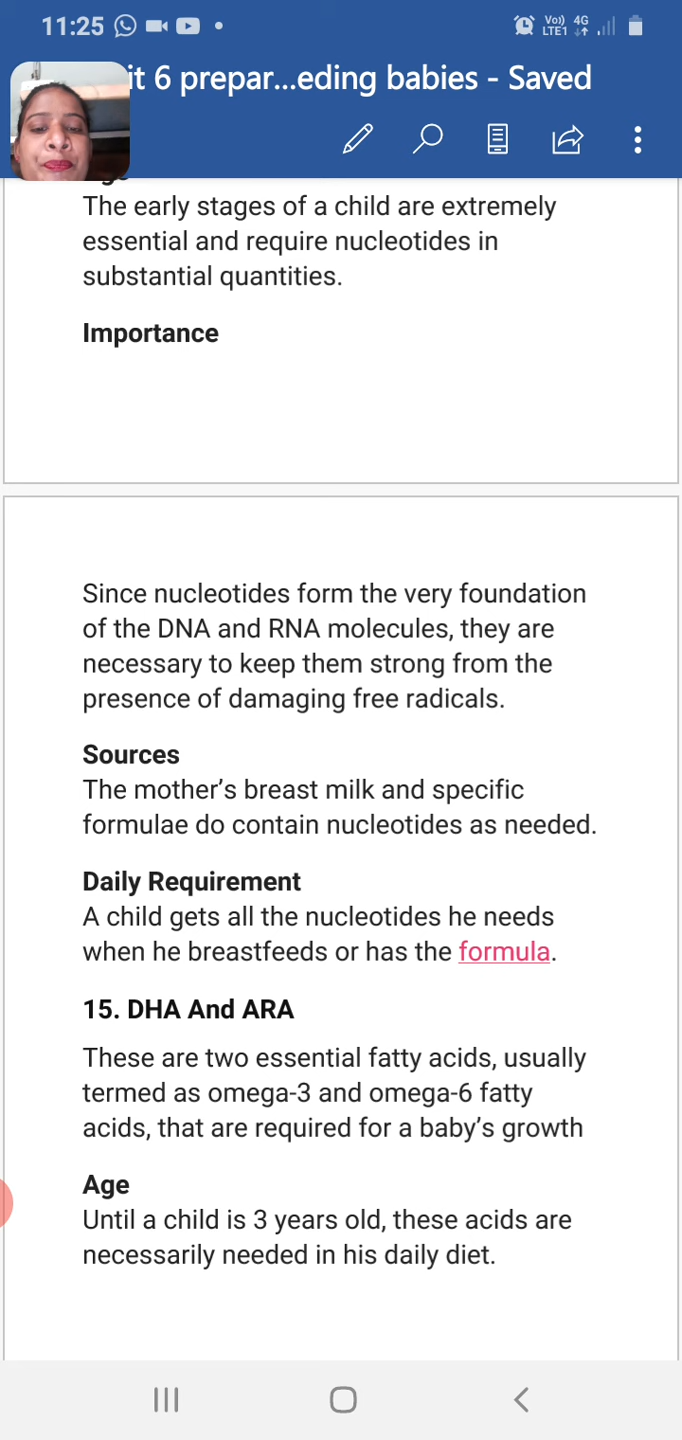 11:25
Vo)) 4G
LTE1
it 6 prepar...eding babies - Saved
The early stages of a child are extremely
essential and require nucleotides in
substantial quantities.
Importance
Since nucleotides form the very foundation
of the DNA and RNA molecules, they are
necessary to keep them strong from the
presence of damaging free radicals.
Sources
The mother’s breast milk and specific
formulae do contain nucleotides as needed.
Daily Requirement
A child gets all the nucleotides he needs
when he breastfeeds or has the formula.
15. DHA And ARA
These are two essential fatty acids, usually
termed as omega-3 and omega-6 fatty
acids, that are required for a baby’s growth
Age
Until a child is 3 years old, these acids are
necessarily needed in his daily diet.